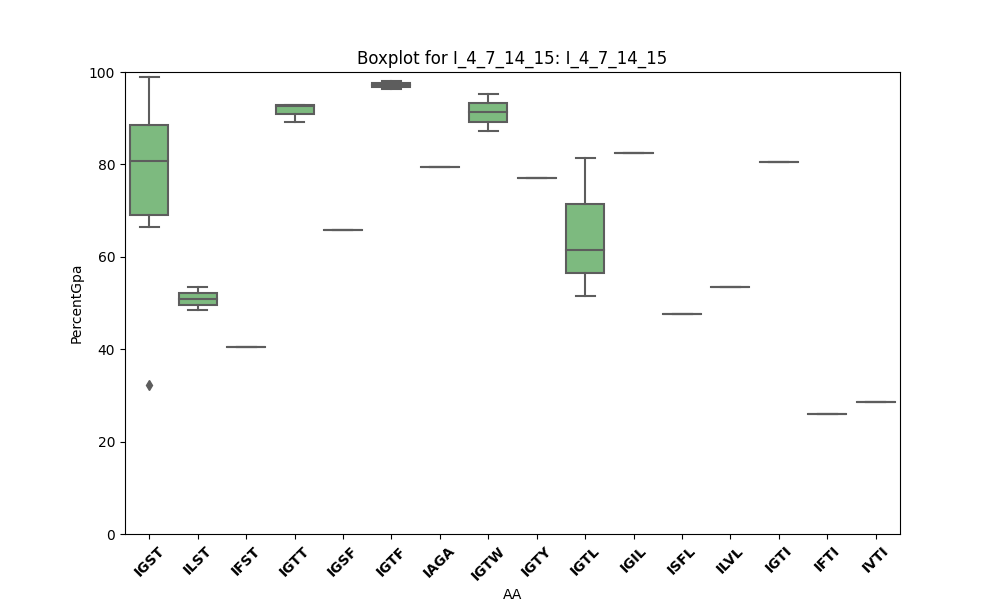 Boxplot for I_4_7_14_15: I_4_7_14_15
100
80
60
40
20
0
PercentGpa
IGST ILST IFST IGTT IGSF IGTF IAGA IGTW IGTY IGTL IGIL ISFL ILVL IGTI IFTI IVTI
AA